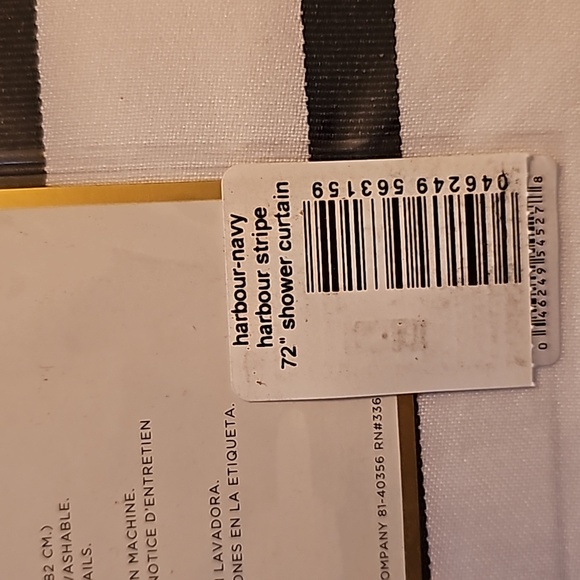 harbour-navy
harbour stripe
72" shower curtain
046249 563159
0 46249 54527 8
82 CM.)
WASHABLE.
AILS.
N MACHINE.
NOTICE D'ENTRETIEN
LAVADORA.
ONES EN LA ETIQUETA.
OMPANY 81-40356 RN#336